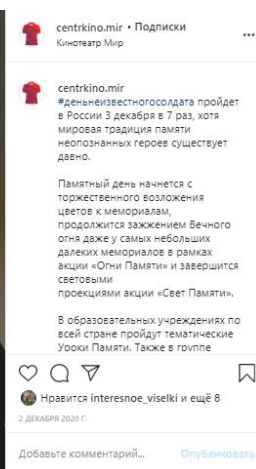 centrkino.mir • Подписки
Кинотеатр Мир
centrkino.mir
#деньнеизвестногосолдата пройдет
в России 3 декабря в 7 раз, хотя
мировая традиция памяти
неопознанных героев существует
давно.
Памятный день начнется с
торжественного возложения
цветов к мемориалам,
продолжится зажжением Вечного
огня даже у самых небольших
далеких мемориалов в рамках
акции «Огни Памяти» и завершится
световыми
проекциями акции «Свет Памяти».
В образовательных учреждениях по
всей стране пройдут тематические
Уроки Памяти. Также в группе
Нравится interesnoe_viselki и ещё 8
2 ДЕКАБРЯ 2020 Г.
Добавьте комментарий...
Опубликовать